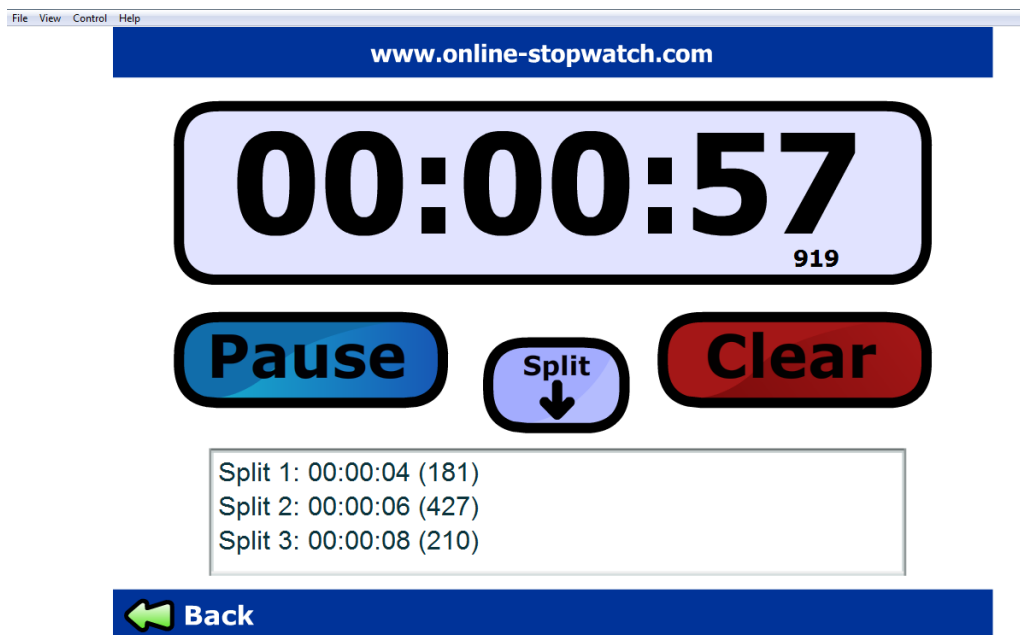 File View Control Help
www.online-stopwatch.com
00:00:57
919
Pause
Split
Clear
Split 1: 00:00:04 (181)
Split 2: 00:00:06 (427)
Split 3: 00:00:08 (210)
Back